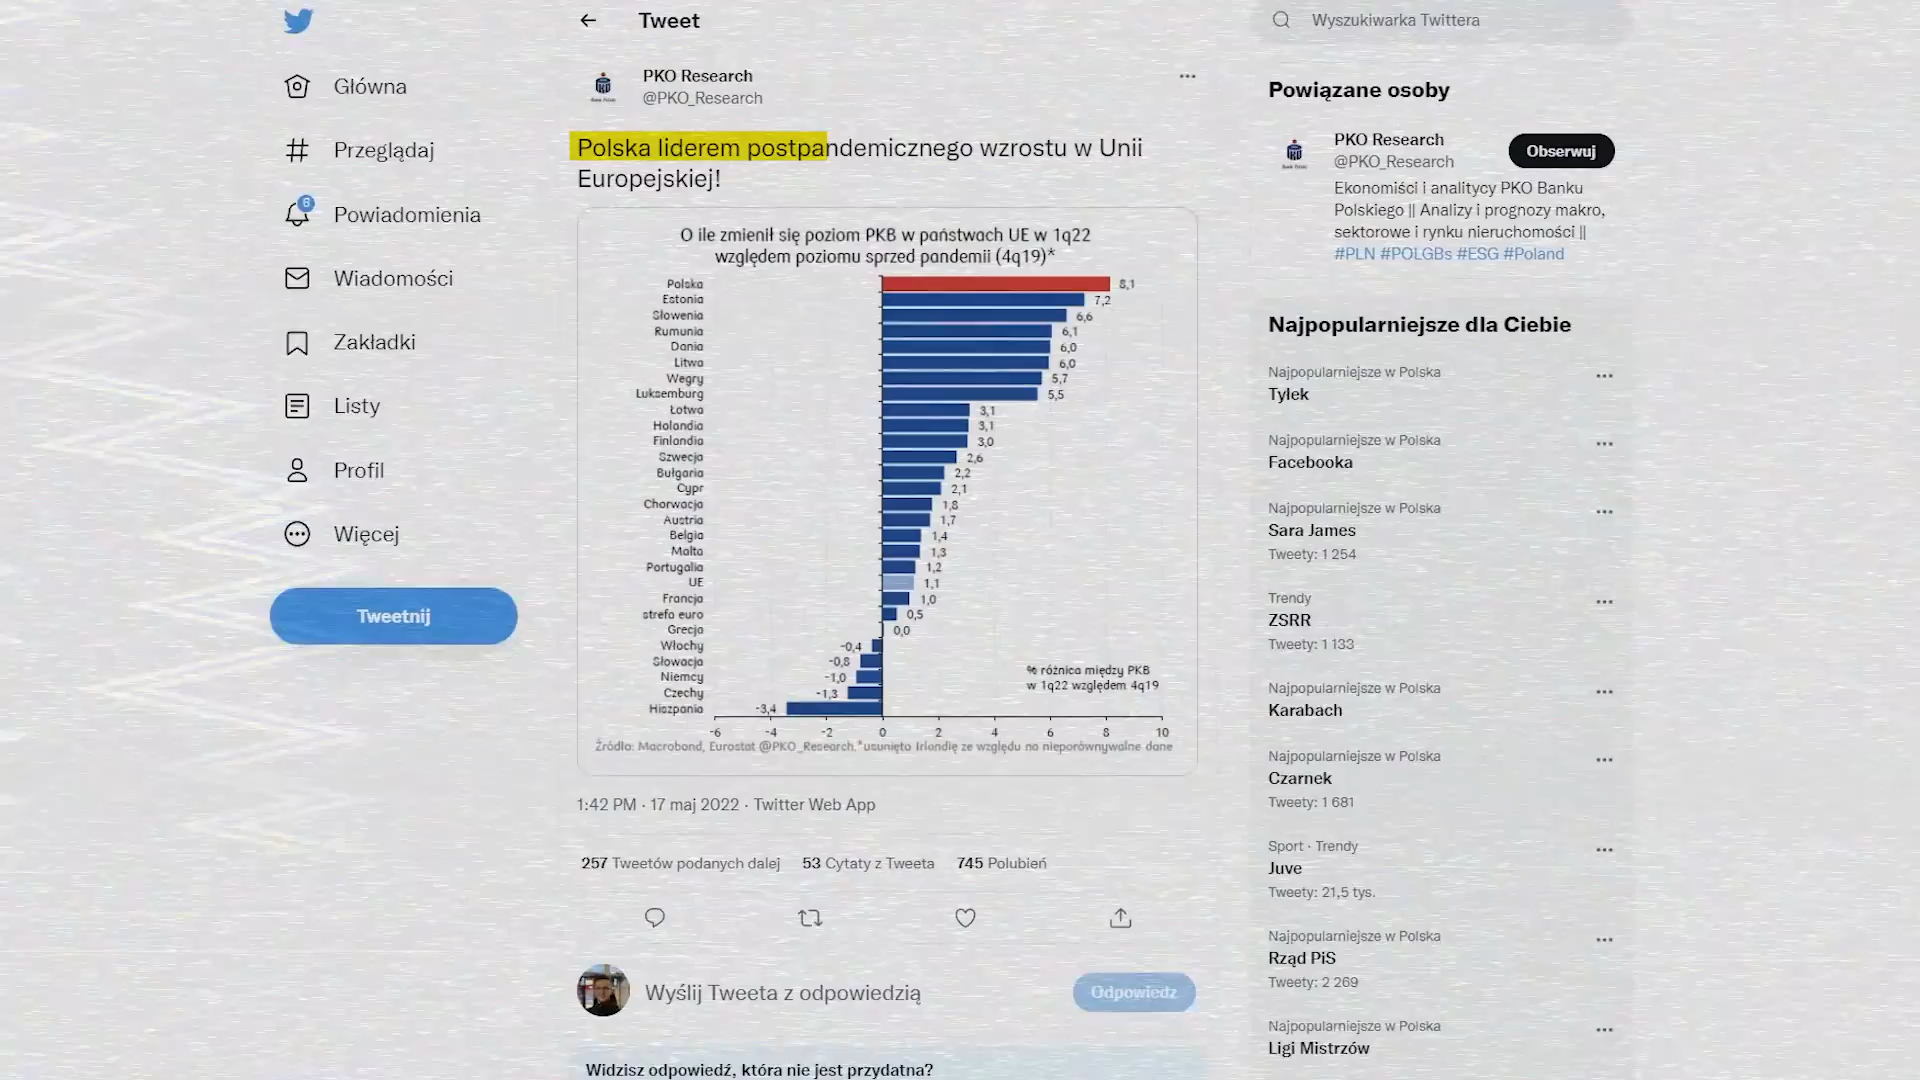 Główna
Przeglądaj
6
Powiadomienia
Wiadomości
Zakładki
Listy
Profil
Więcej
Tweetnij
Tweet
PKO Research
@PKO_Research
Polska liderem postpandemicznego wzrostu w Unii
Europejskiej!
O ile zmienił się poziom PKB w państwach UE w 1q22
względem poziomu sprzed pandemii (4q19)*
Polska 8,1
Estonia 7,2
Słowenia 6,6
Rumunia 6,1
Dania 6,0
Litwa 6,0
Węgry 5,7
Luksemburg 5,5
Łotwa 3,1
Holandia 3,1
Finlandia 3,0
Szwecja 2,6
Bułgaria 2,2
Cypr 2,1
Chorwacja 1,8
Austria 1,7
Belgia 1,4
Malta 1,3
Portugalia 1,2
UE 1,1
Francja 1,0
strefa euro 0,5
Grecja 0,0
Włochy -0,4
Słowacja -0,8
Niemcy -1,0
Czechy -1,3
Hiszpania -3,4
% różnica między PKB
w 1q22 względem 4q19
-6 -4 -2 0 2 4 6 8 10
Źródło: Macrobond, Eurostat @PKO_Research,*usunięto Irlandię ze względu na nieporównywalne dane
1:42 PM · 17 maj 2022 · Twitter Web App
257 Tweetów podanych dalej 53 Cytaty z Tweeta 745 Polubień
Wyślij Tweeta z odpowiedzią
Odpowiedz
Widzisz odpowiedź, która nie jest przydatna?
Wyszukiwarka Twittera
Powiązane osoby
PKO Research
@PKO_Research
Obserwuj
Ekonomiści i analitycy PKO Banku
Polskiego || Analizy i prognozy makro,
sektorowe i rynku nieruchomości ||
#PLN #POLGBs #ESG #Poland
Najpopularniejsze dla Ciebie
Najpopularniejsze w Polska
Tylek
Najpopularniejsze w Polska
Facebooka
Najpopularniejsze w Polska
Sara James
Tweety: 1 254
Trendy
ZSRR
Tweety: 1 133
Najpopularniejsze w Polska
Karabach
Najpopularniejsze w Polska
Czarnek
Tweety: 1 681
Sport · Trendy
Juve
Tweety: 21,5 tys.
Najpopularniejsze w Polska
Rząd PiS
Tweety: 2 269
Najpopularniejsze w Polska
Ligi Mistrzów